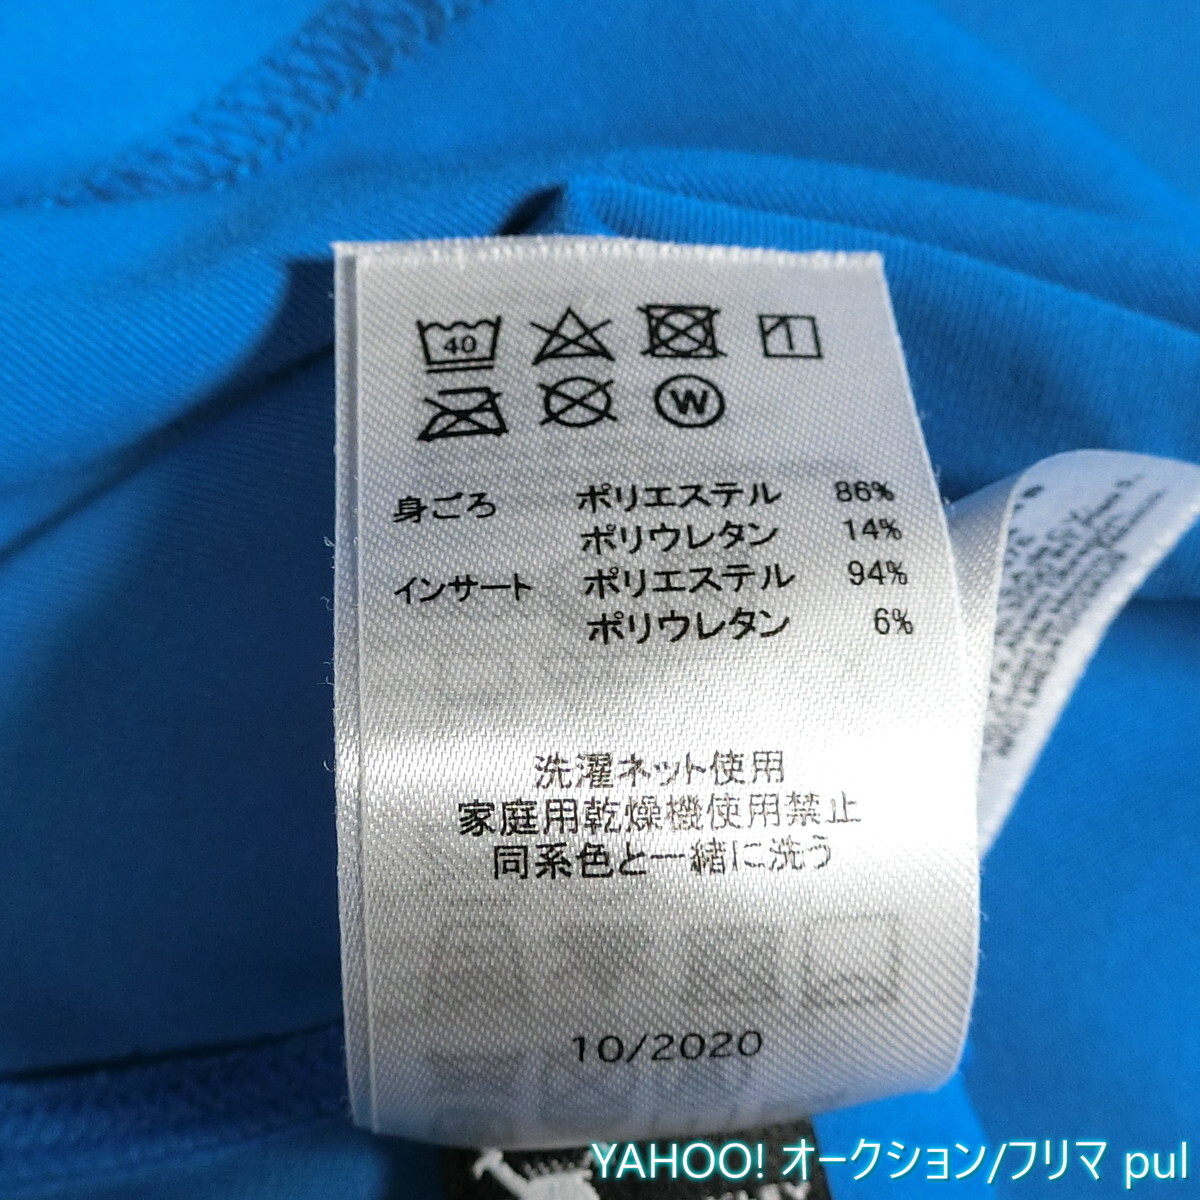 40
W
身ごろ ポリエステル 86%
ポリウレタン 14%
インサート ポリエステル 94%
ポリウレタン 6%
洗濯ネット使用
家庭用乾燥機使用禁止
同系色と一緒に洗う
10/2020
YAHOO! オークション/フリマ pul